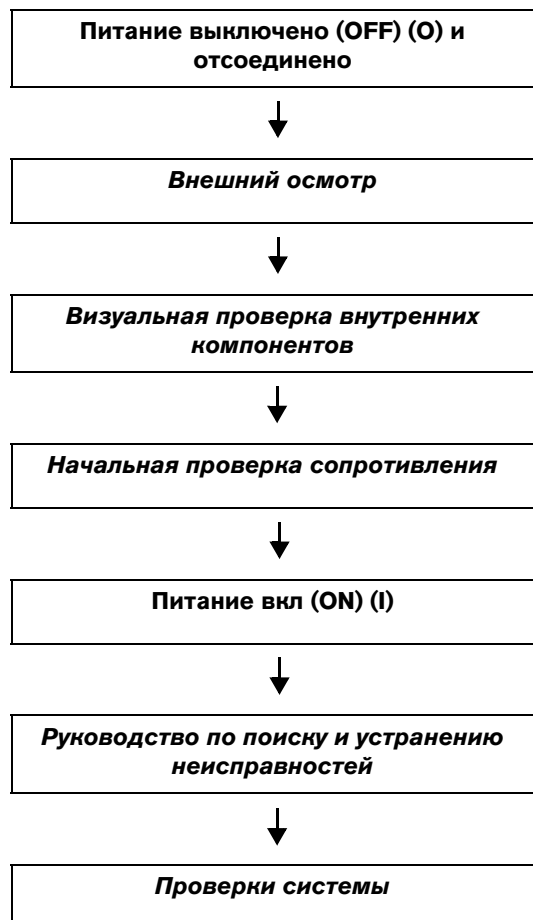 Питание выключено (OFF) (O) и
отсоединено
Внешний осмотр
Визуальная проверка внутренних
компонентов
Начальная проверка сопротивления
Питание вкл (ON) (I)
Руководство по поиску и устранению
неисправностей
Проверки системы